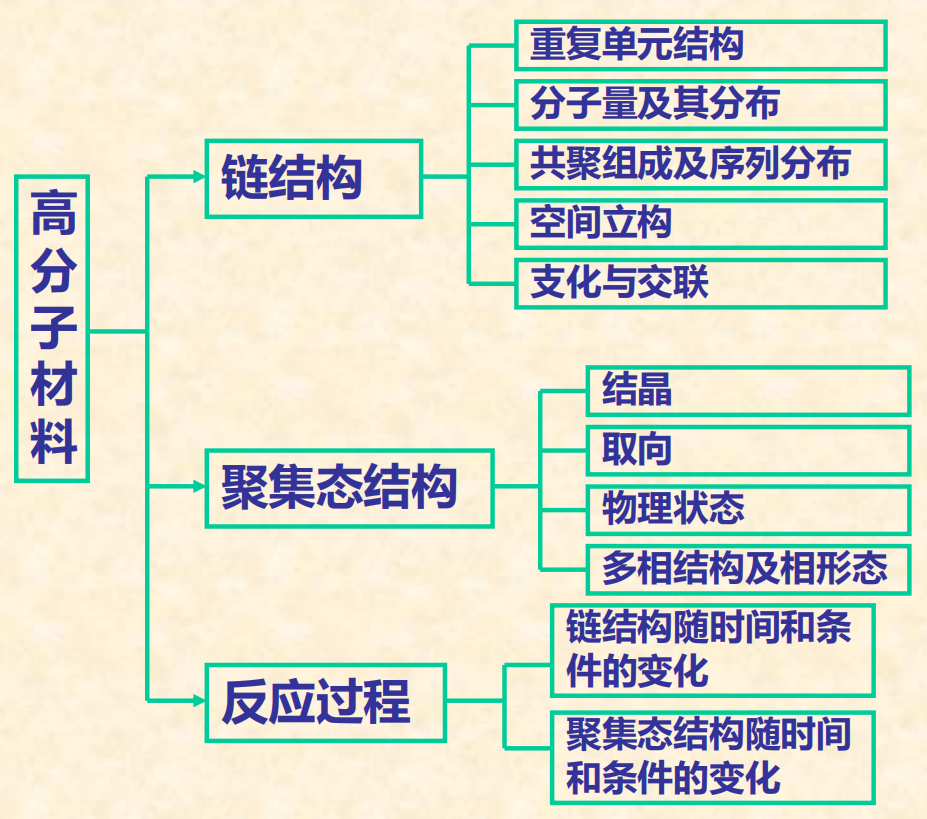 高分子材料
链结构
重复单元结构
分子量及其分布
共聚组成及序列分布
空间立构
支化与交联
聚集态结构
结晶
取向
物理状态
多相结构及相形态
反应过程
链结构随时间和条
件的变化
聚集态结构随时间
和条件的变化